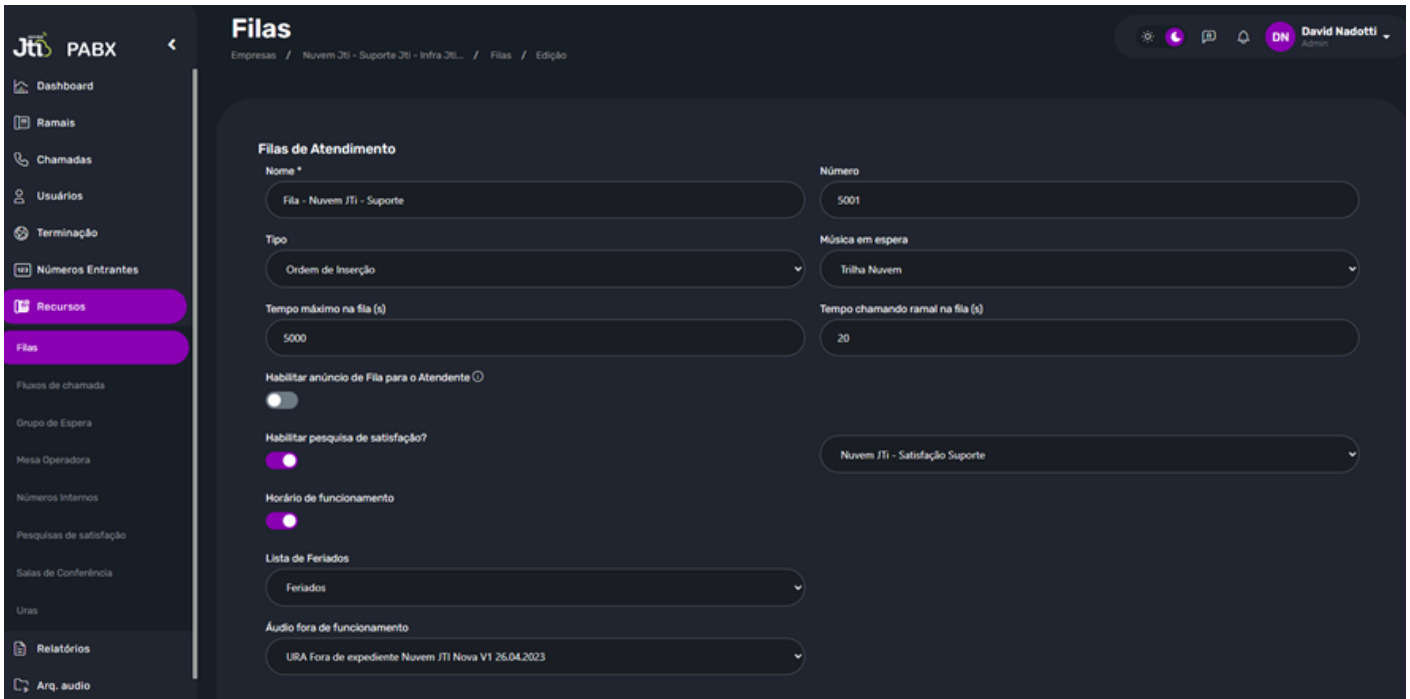 Jti PABX
Dashboard
Ramais
Chamadas
Usuários
Terminação
Números Entrantes
Recursos
Filas
Fluxos de chamada
Grupo de Espera
Mesa Operadora
Números Internos
Pesquisas de satisfação
Salas de Conferência
Uras
Relatórios
Arq. audio
Filas
Empresas / Nuvem Jti - Suporte Jti - Infra Jti... / Filas / Edição
DN David Nadotti
Admin
Filas de Atendimento
Nome *
Fila - Nuvem JTi - Suporte
Número
5001
Tipo
Ordem de Inserção
Música em espera
Trilha Nuvem
Tempo máximo na fila (s)
5000
Tempo chamando ramal na fila (s)
20
Habilitar anúncio de Fila para o Atendente
Habilitar pesquisa de satisfação?
Nuvem JTi - Satisfação Suporte
Horário de funcionamento
Lista de Feriados
Feriados
Áudio fora de funcionamento
URA Fora de expediente Nuvem JTI Nova V1 26.04.2023